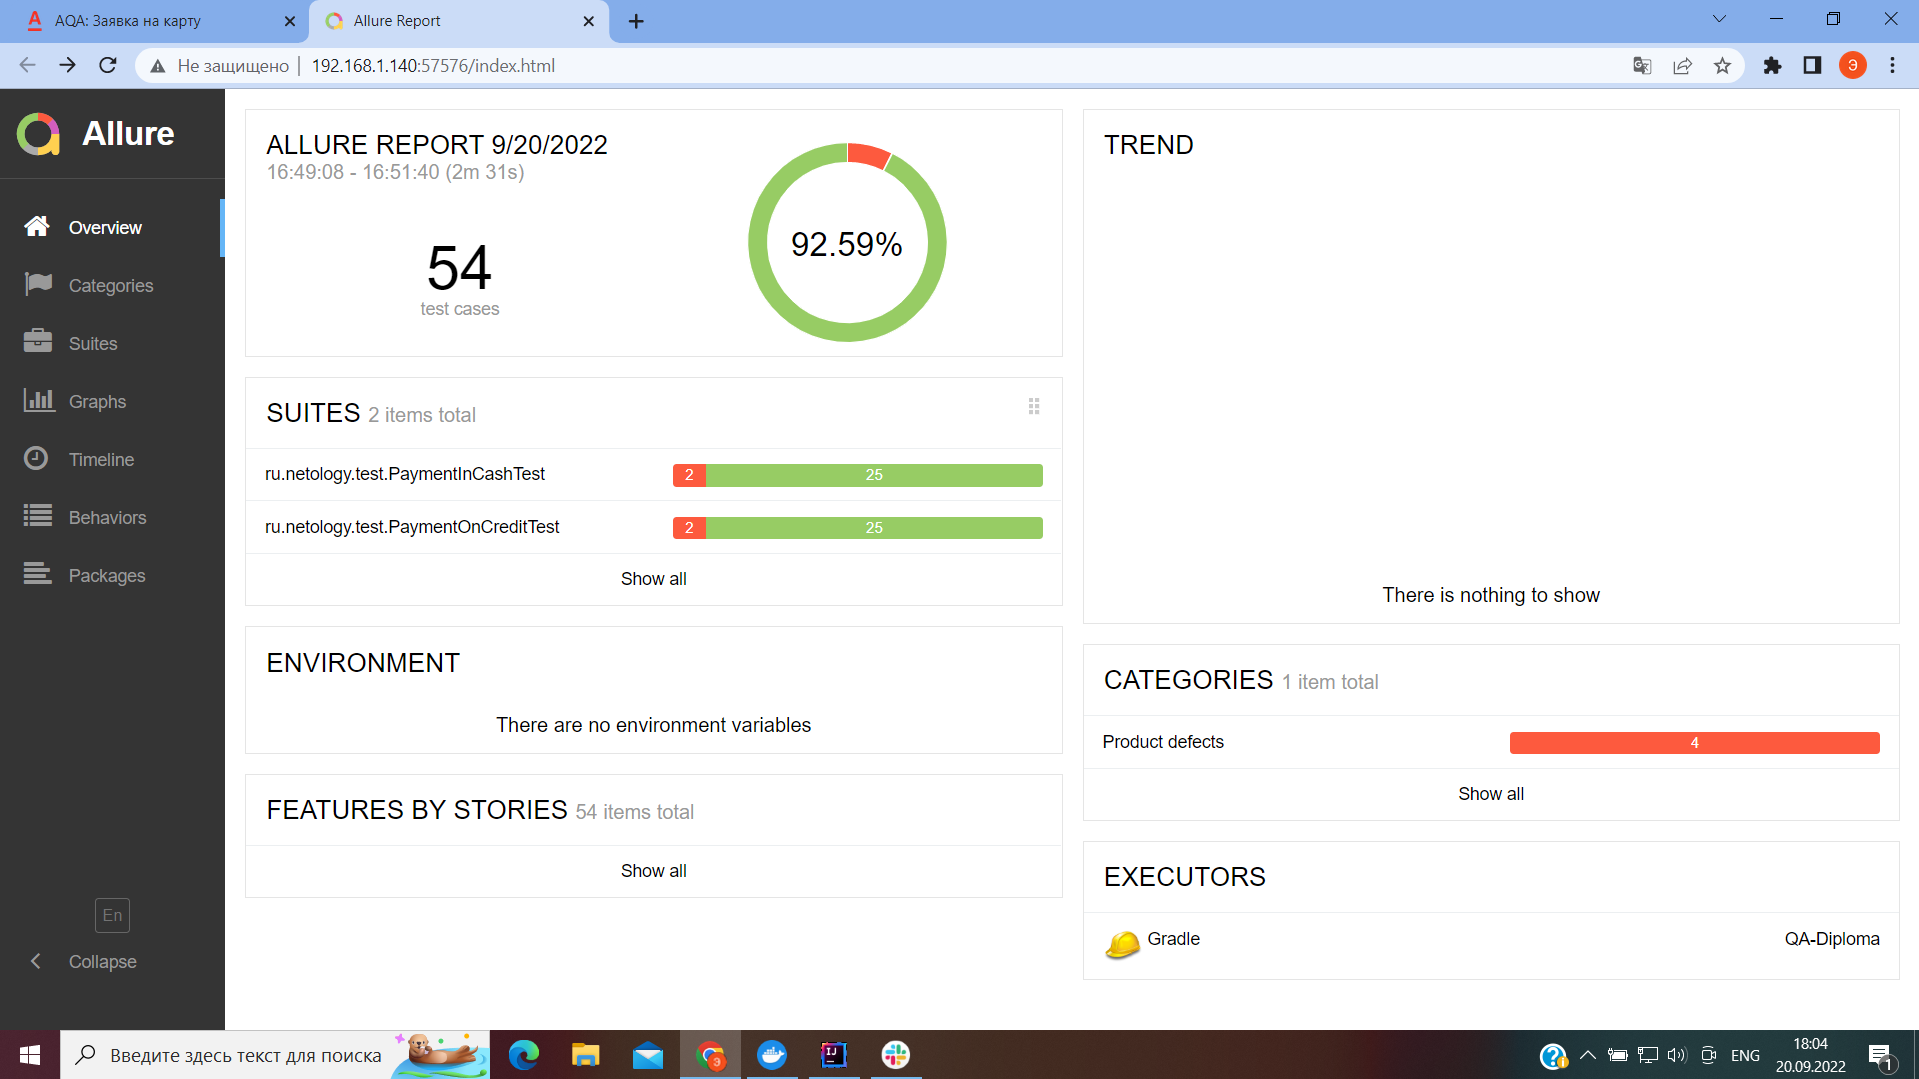 AQA: Заявка на карту
Allure Report
Не защищено
192.168.1.140:57576/index.html
Э
Allure
Overview
Categories
Suites
Graphs
Timeline
Behaviors
Packages
En
Collapse
ALLURE REPORT 9/20/2022
16:49:08 - 16:51:40 (2m 31s)
54
test cases
92.59%
SUITES 2 items total
ru.netology.test.PaymentInCashTest 2 25
ru.netology.test.PaymentOnCreditTest 2 25
Show all
ENVIRONMENT
There are no environment variables
FEATURES BY STORIES 54 items total
Show all
TREND
There is nothing to show
CATEGORIES 1 item total
Product defects 4
Show all
EXECUTORS
Gradle QA-Diploma
Введите здесь текст для поиска
3
IJ
ENG
18:04
20.09.2022
1